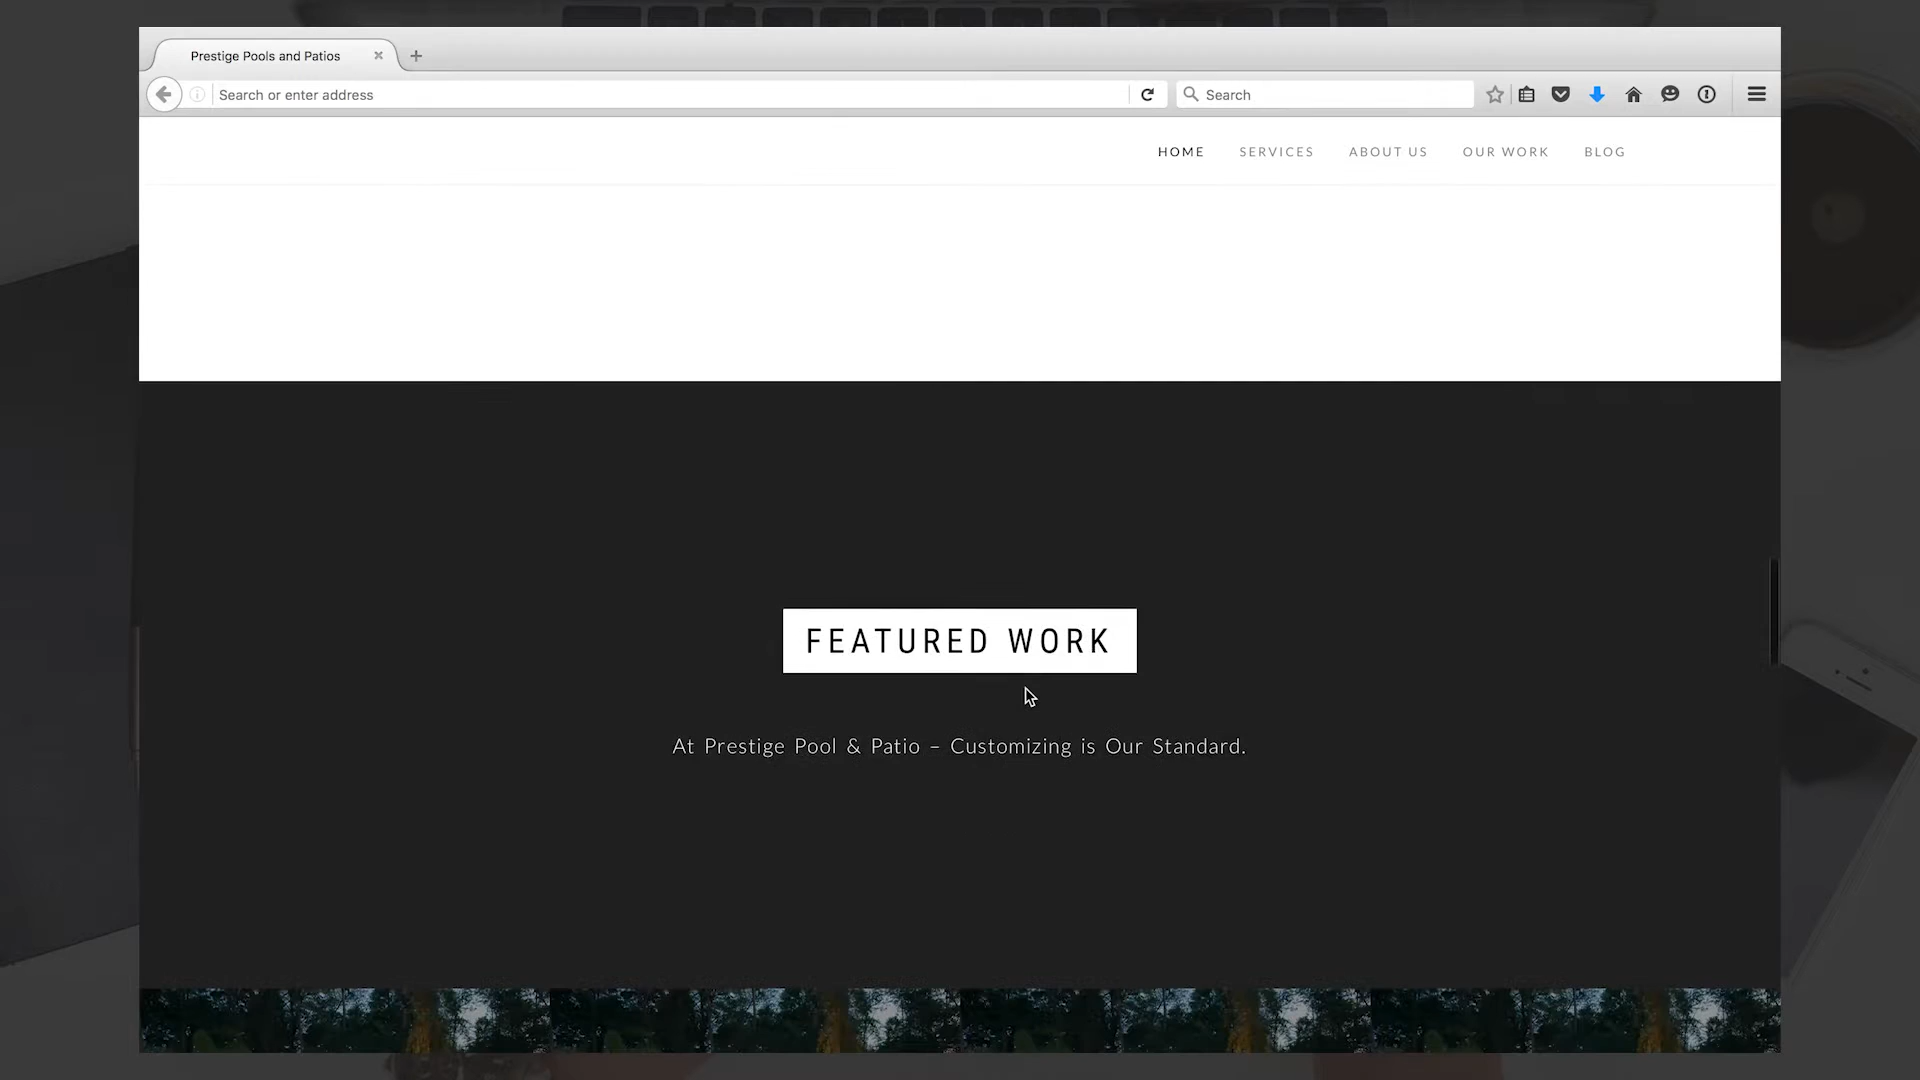 Prestige Pools and Patios
Search or enter address
Search
HOME SERVICES ABOUT US OUR WORK BLOG
FEATURED WORK
At Prestige Pool & Patio – Customizing is Our Standard.